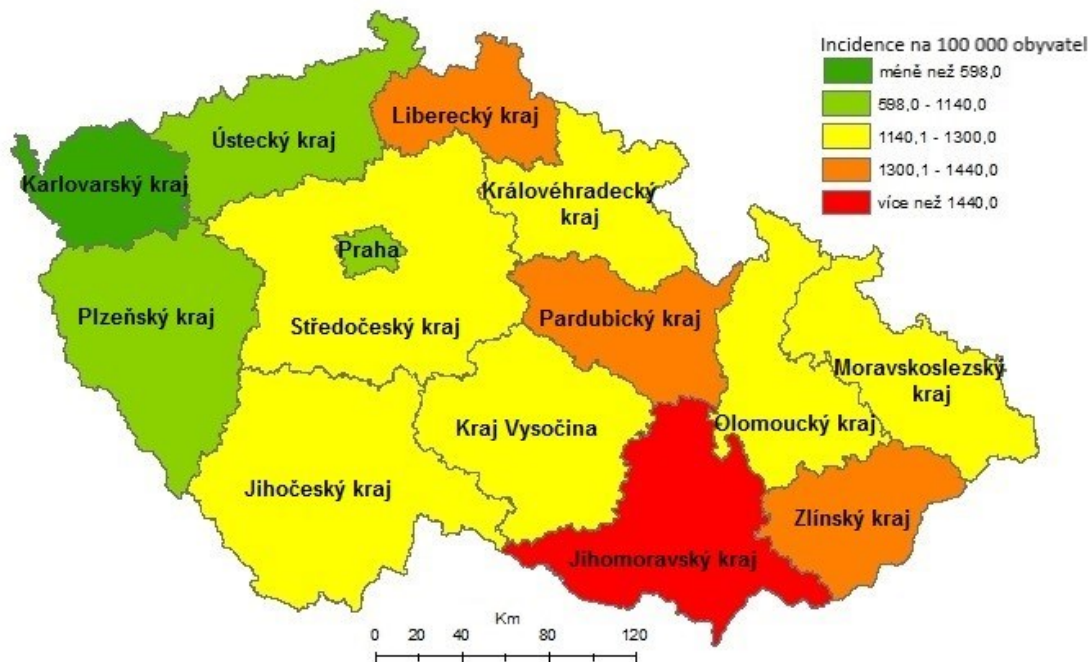 Incidence na 100 000 obyvatel
méně než 598,0
598,0 - 1140,0
1140,1 - 1300,0
1300,1 - 1440,0
více než 1440,0
Liberecký kraj
Ústecký kraj
Karlovarský kraj
Královéhradecký
kraj
Praha
Plzeňský kraj
Středočeský kraj
Pardubický kraj
Moravskoslezský
kraj
Kraj Vysočina
Olomoucký kraj
Jihočeský kraj
Zlínský kraj
Jihomoravský kraj
Km
0 20 40 80 120